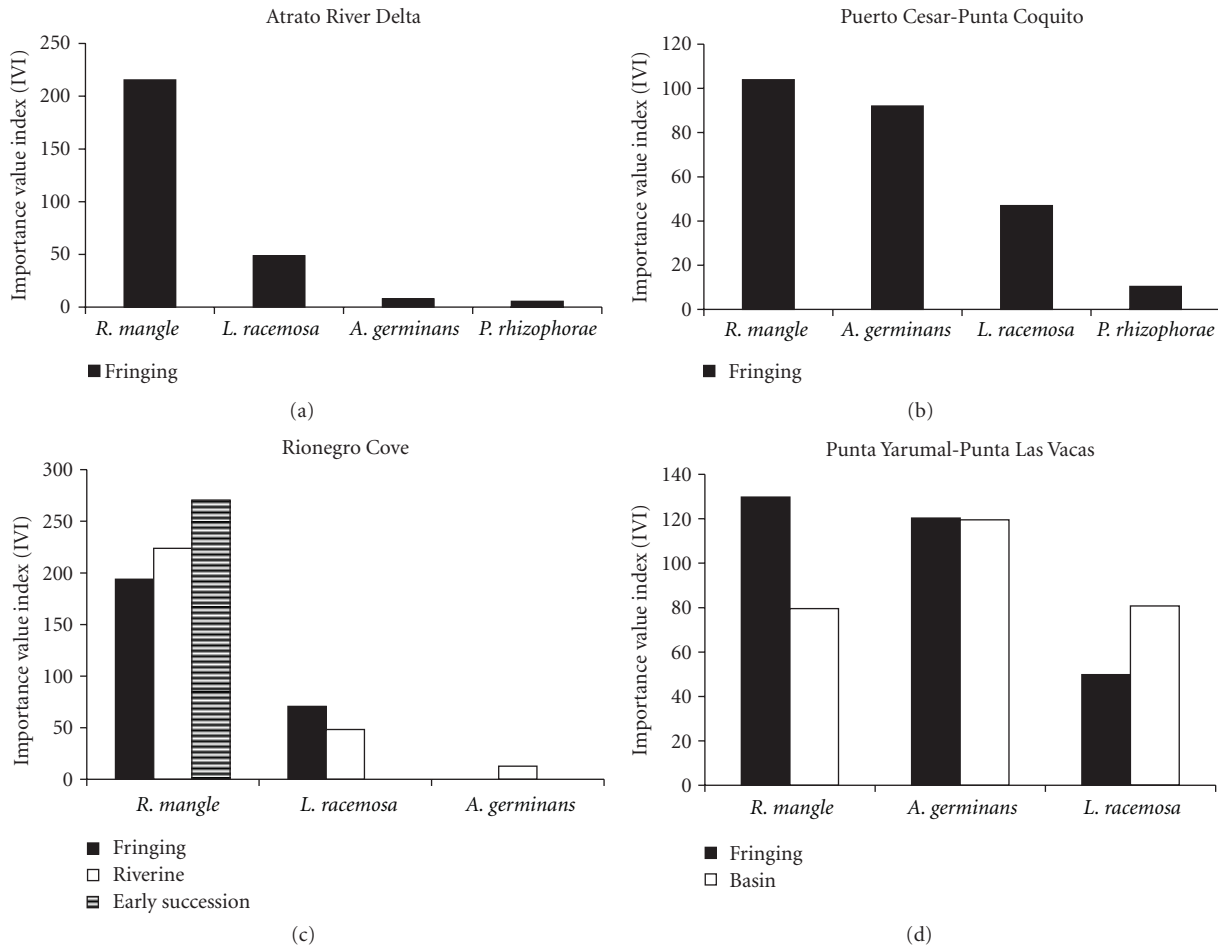 Atrato River Delta
Importance value index (IVI)
250
200
150
100
50
0
R. mangle L. racemosa A. germinans P. rhizophorae
Fringing
(a)
Puerto Cesar-Punta Coquito
Importance value index (IVI)
120
100
80
60
40
20
0
R. mangle A. germinans L. racemosa P. rhizophorae
Fringing
(b)
Rionegro Cove
Importance value index (IVI)
300
250
200
150
100
50
0
R. mangle L. racemosa A. germinans
Fringing
Riverine
Early succession
(c)
Punta Yarumal-Punta Las Vacas
Importance value index (IVI)
140
120
100
80
60
40
20
0
R. mangle A. germinans L. racemosa
Fringing
Basin
(d)